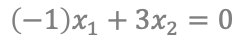 (−1)x₁ + 3x₂ = 0